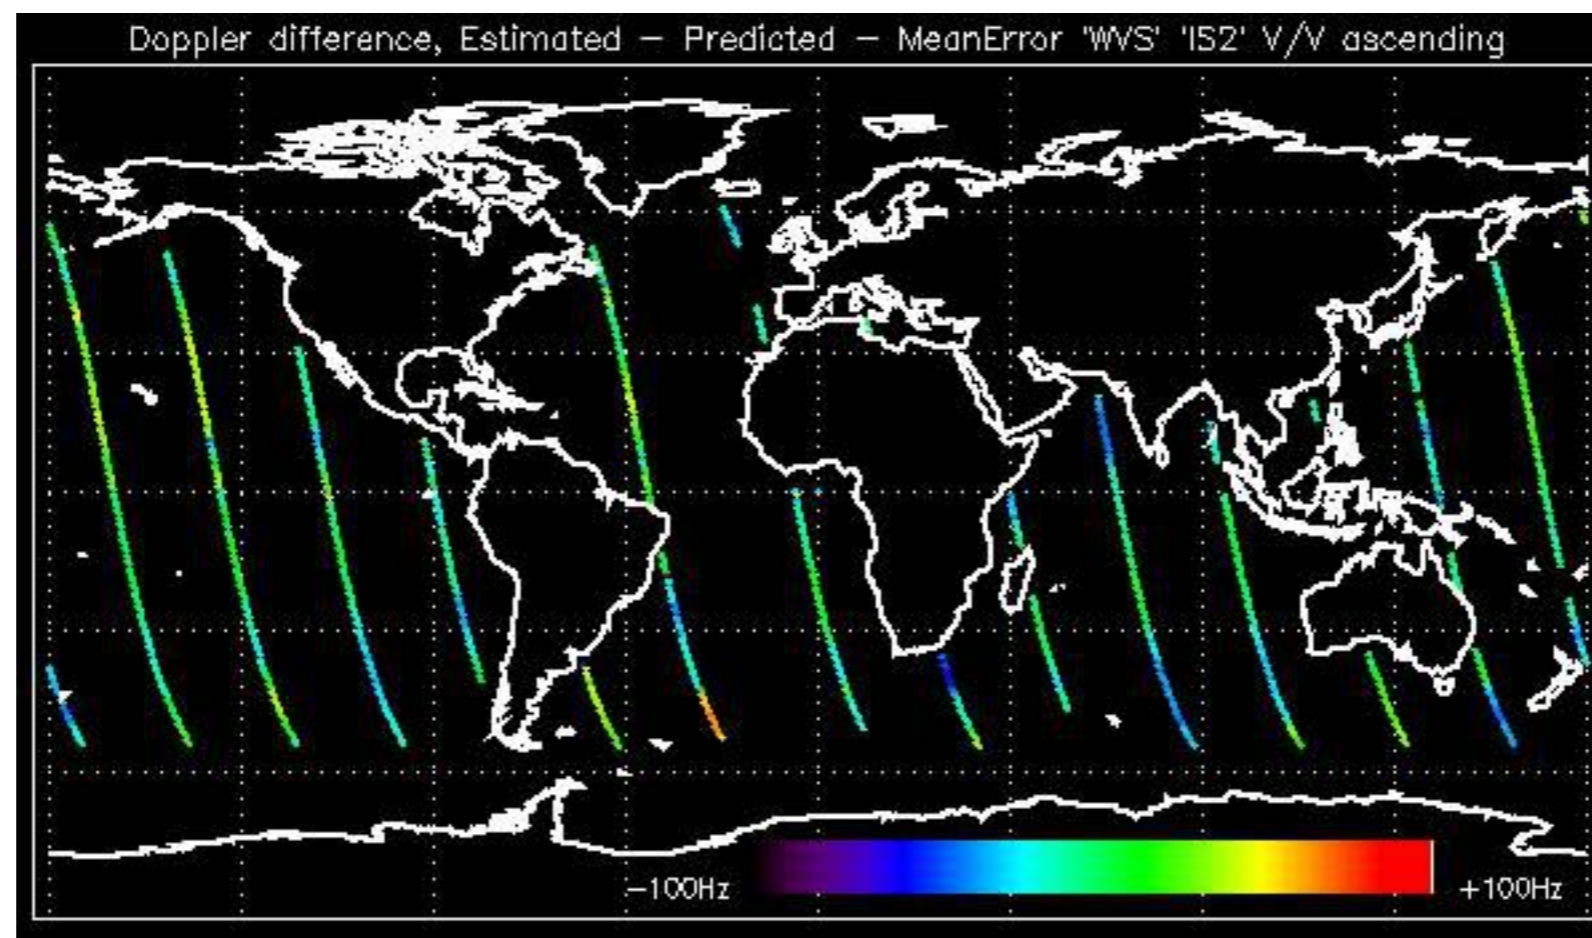 Doppler difference, Estimated — Predicted — MeanError 'WVS' 'IS2' V/V ascending
−100Hz +100Hz